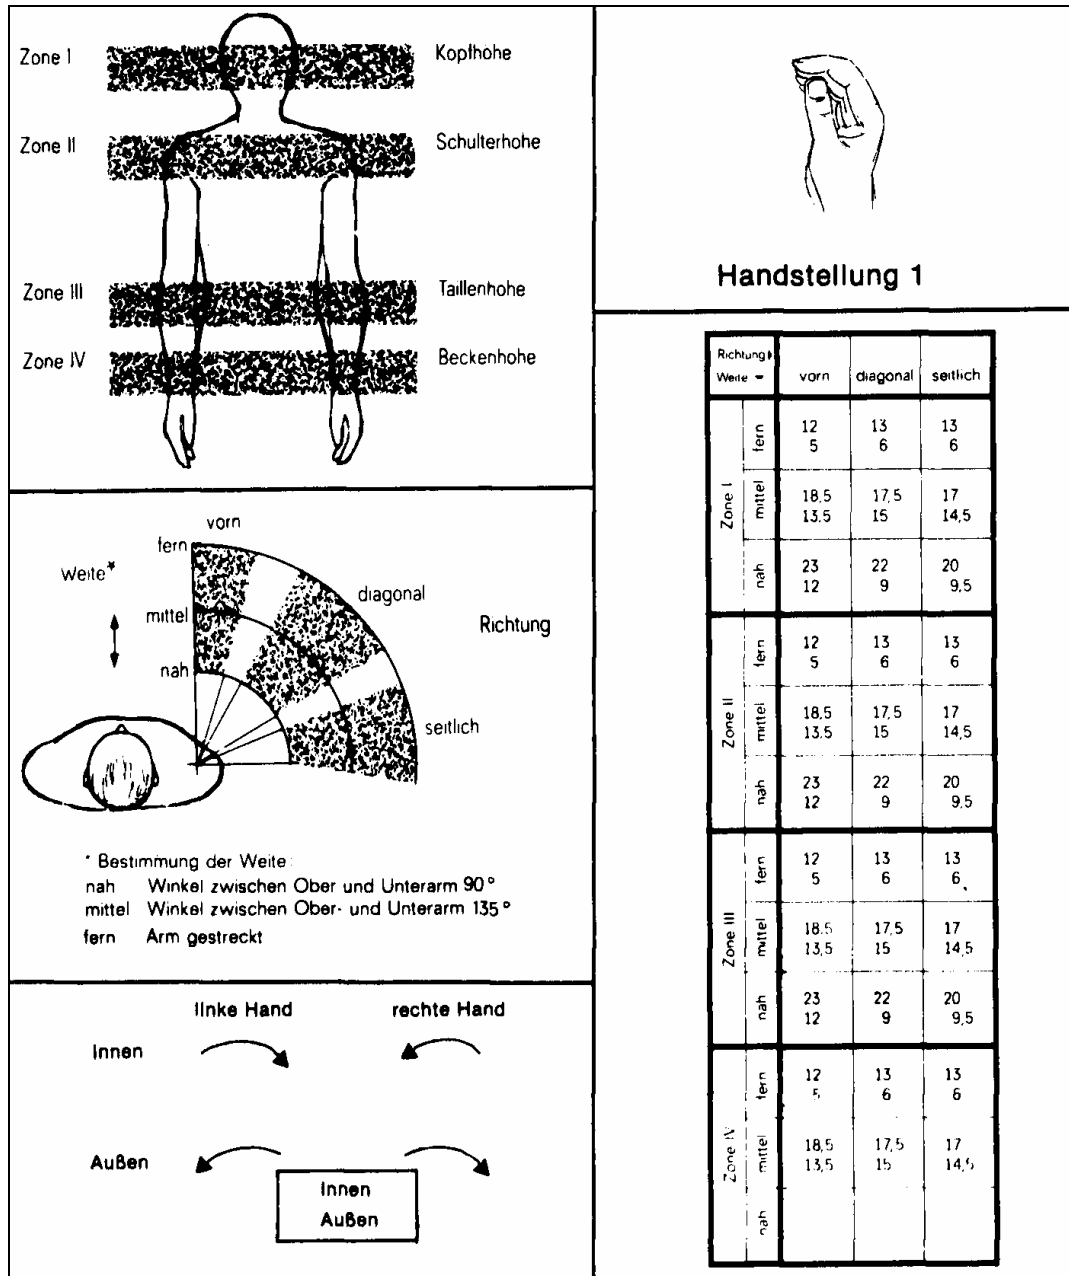 Zone I Kopfhöhe
Zone II Schulterhohe
Zone III Taillenhohe
Zone IV Beckenhohe
Handstellung 1
vorn
fern
Weite*
diagonal
mittel
Richtung
nah
seitlich
* Bestimmung der Weite:
nah Winkel zwischen Ober und Unterarm 90°
mittel Winkel zwischen Ober- und Unterarm 135°
fern Arm gestreckt
linke Hand rechte Hand
Innen
Außen
Innen
Außen
Richtung
Weite vorn diagonal seitlich
Zone I
fern 12 13 13
5 6 6
mittel 18,5 17,5 17
13,5 15 14,5
nah 23 22 20
12 9 9,5
Zone II
fern 12 13 13
5 6 6
mittel 18,5 17,5 17
13,5 15 14,5
nah 23 22 20
12 9 9,5
Zone III
fern 12 13 13
5 6 6
mittel 18,5 17,5 17
13,5 15 14,5
nah 23 22 20
12 9 9,5
Zone IV
fern 12 13 13
5 6 6
mittel 18,5 17,5 17
13,5 15 14,5
nah